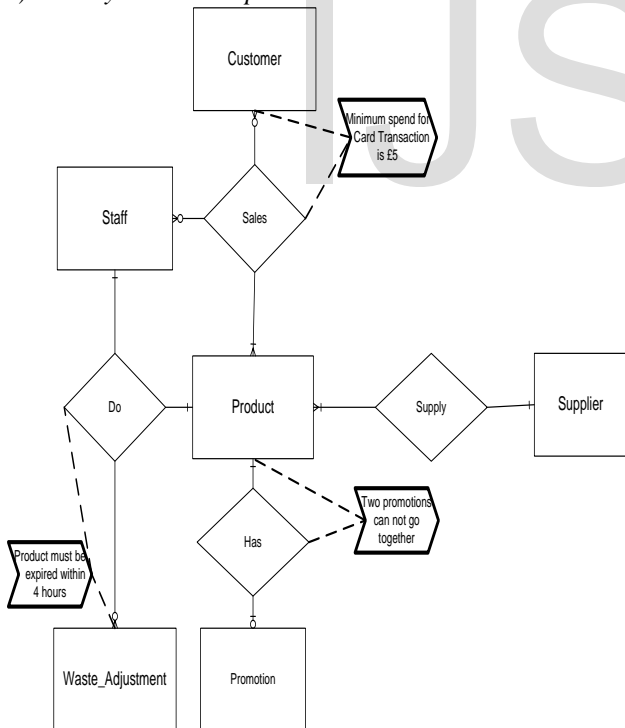 Customer
Minimum spend for
Card Transaction
is £5
Staff
Sales
Do
Product
Supply
Supplier
Two promotions
can not go
together
Has
Product must be
expired within
4 hours
Waste_Adjustment
Promotion